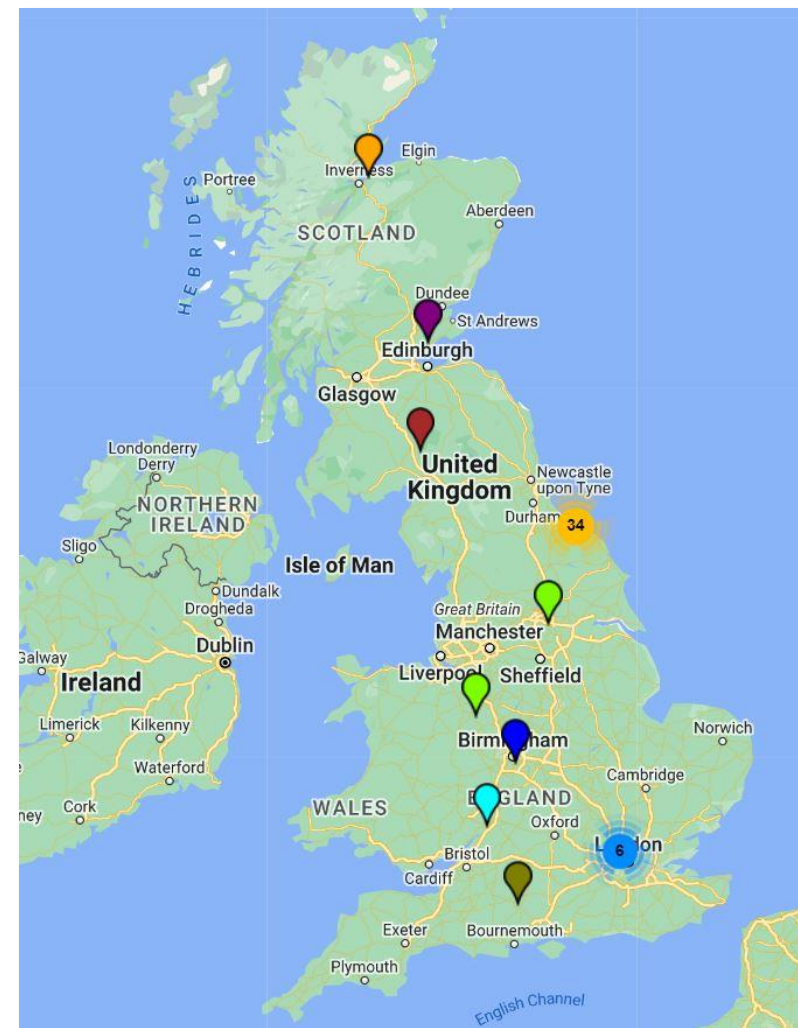 Elgin
Inverness
Portree
HEBRIDES
Aberdeen
SCOTLAND
Dundee
St Andrews
Edinburgh
Glasgow
Londonderry
Derry
United
Kingdom
Newcastle
upon Tyne
NORTHERN
IRELAND
Durham
34
Sligo
Isle of Man
Dundalk
Drogheda
Great Britain
Manchester
Dublin
Galway
Liverpool
Sheffield
Ireland
Limerick
Kilkenny
Norwich
Birmingham
Waterford
Cambridge
WALES
ENGLAND
ney
Cork
Oxford
London
6
Bristol
Cardiff
Exeter
Bournemouth
Plymouth
English Channel